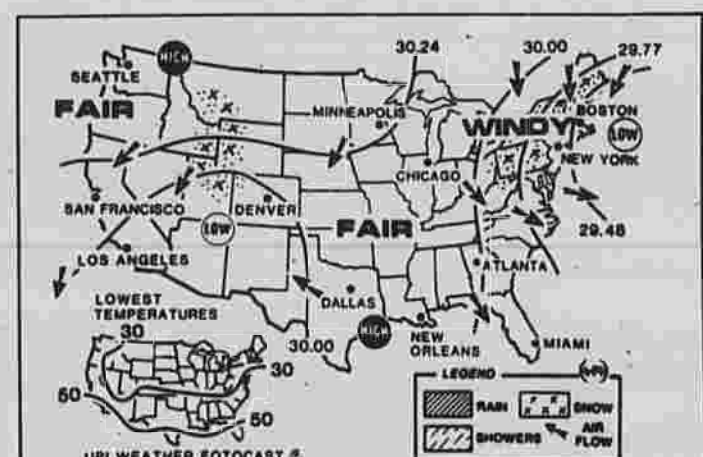 30.24 30.00 29.77
HIGH
SEATTLE
FAIR
MINNEAPOLIS
WINDY
BOSTON
LOW
NEW YORK
CHICAGO
SAN FRANCISCO
DENVER
LOW
FAIR
29.48
LOS ANGELES
ATLANTA
LOWEST
TEMPERATURES
DALLAS
30
30.00
HIGH
NEW
ORLEANS
MIAMI
30
50
50
LEGEND
RAIN
SNOW
SHOWERS
AIR
FLOW
UPI WEATHER FOTOCAST